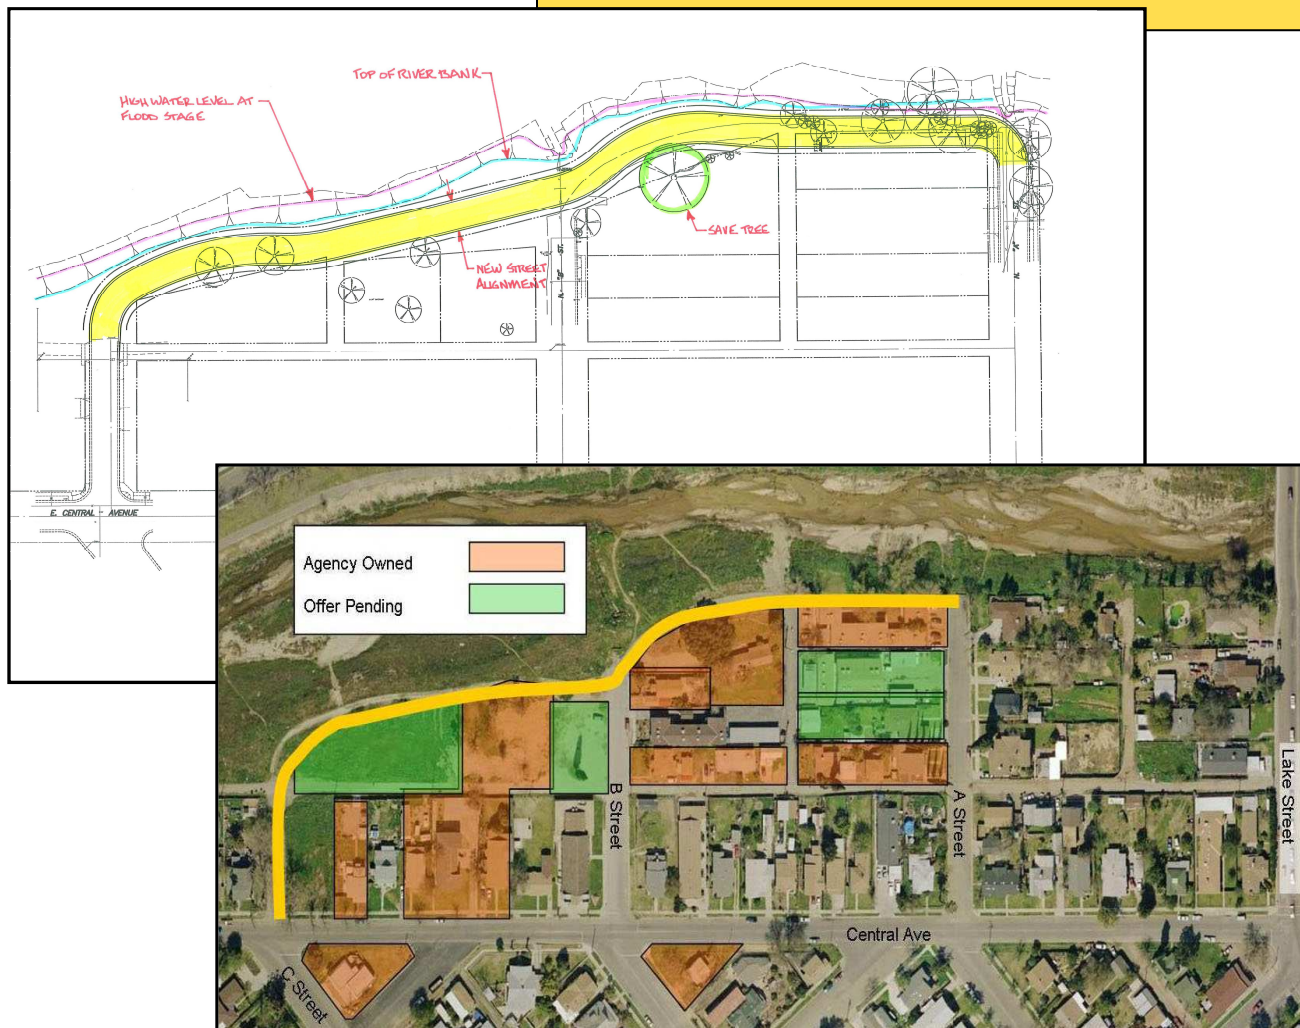 TOP OF RIVER BANK
HIGH WATER LEVEL AT
FLOOD STAGE
SAVE TREE
NEW STREET
ALIGNMENT
E. CENTRAL AVENUE
Agency Owned
Offer Pending
B Street
A Street
Lake Street
Central Ave
C Street